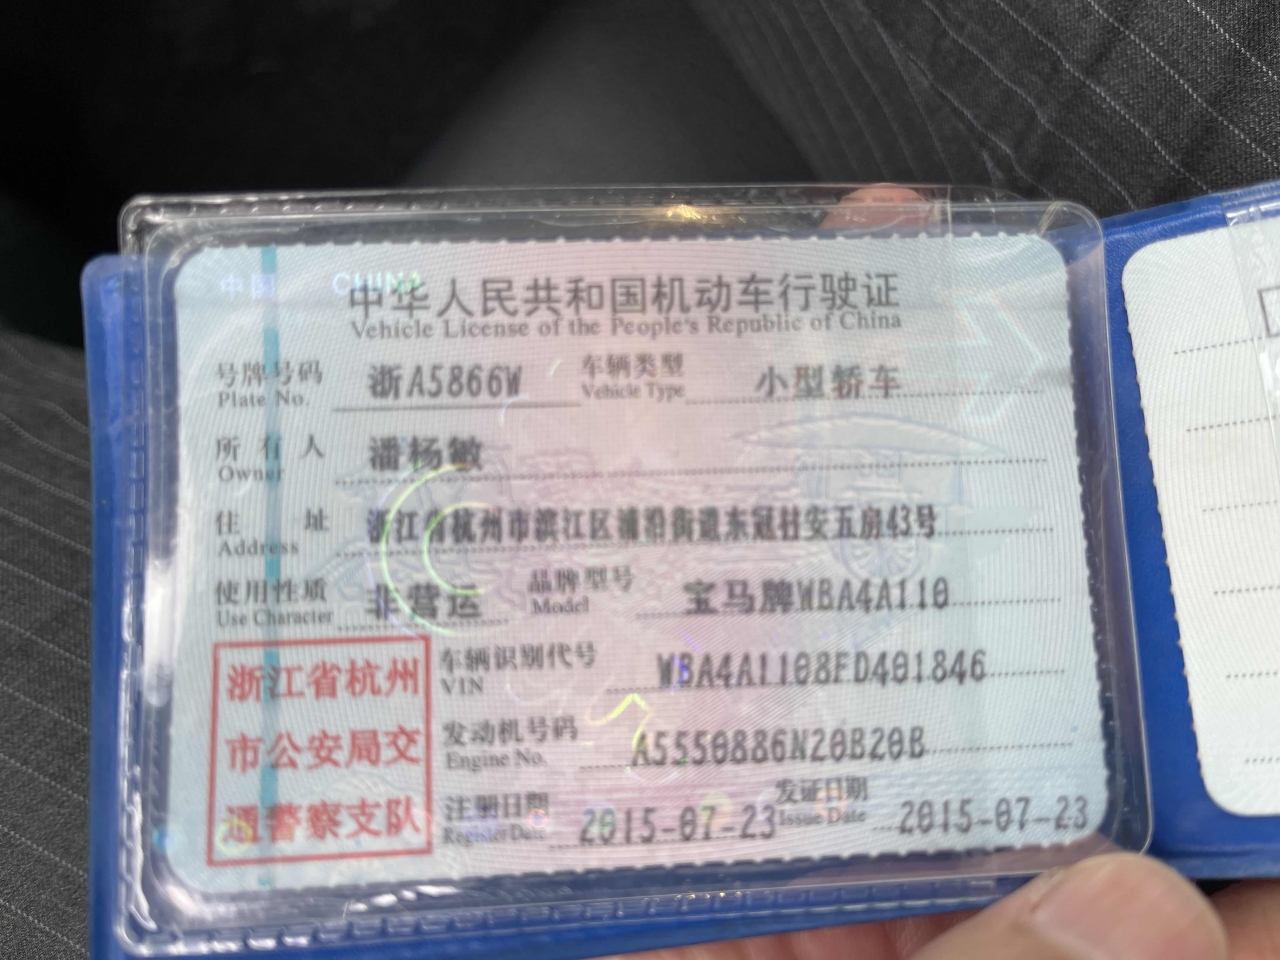 中国 CHINA
中华人民共和国机动车行驶证
Vehicle License of the People's Republic of China
号牌号码 浙A5866W 车辆类型 小型轿车
Plate No. Vehicle Type
所有人 潘杨敏
Owner
住址 浙江省杭州市滨江区浦沿街道东冠村安五房43号
Address
使用性质 非营运 品牌型号 宝马牌WBA4A110
Use Character Model
浙江省杭州 车辆识别代号 WBA4A1108FD401846
VIN
市公安局交 发动机号码 A5550886N20B20B
Engine No.
通警察支队 注册日期 2015-07-23 发证日期 2015-07-23
Register Date Issue Date